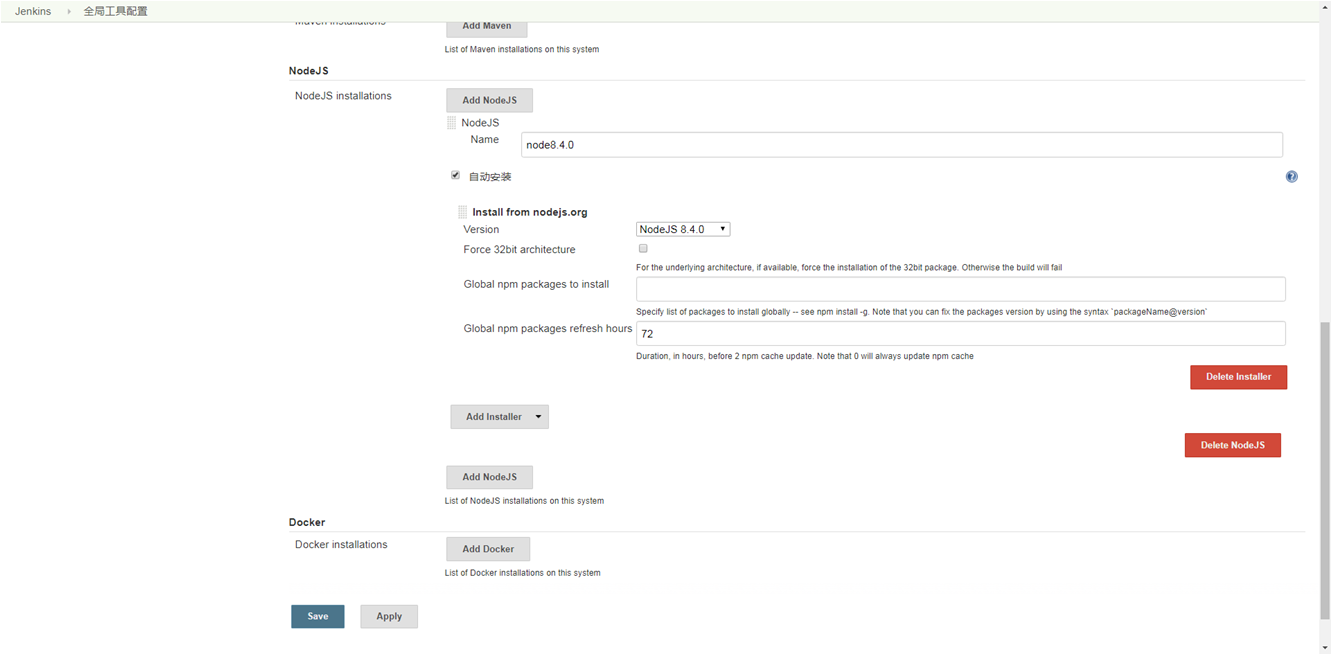 Jenkins 全局工具配置
Maven installations Add Maven
List of Maven installations on this system
NodeJS
NodeJS installations Add NodeJS
NodeJS
Name node8.4.0
自动安装
Install from nodejs.org
Version NodeJS 8.4.0
Force 32bit architecture
For the underlying architecture, if available, force the installation of the 32bit package. Otherwise the build will fail
Global npm packages to install
Specify list of packages to install globally -- see npm install -g. Note that you can fix the packages version by using the syntax `packageName@version'
Global npm packages refresh hours 72
Duration, in hours, before 2 npm cache update. Note that 0 will always update npm cache
Delete Installer
Add Installer
Delete NodeJS
Add NodeJS
List of NodeJS installations on this system
Docker
Docker installations Add Docker
List of Docker installations on this system
Save Apply